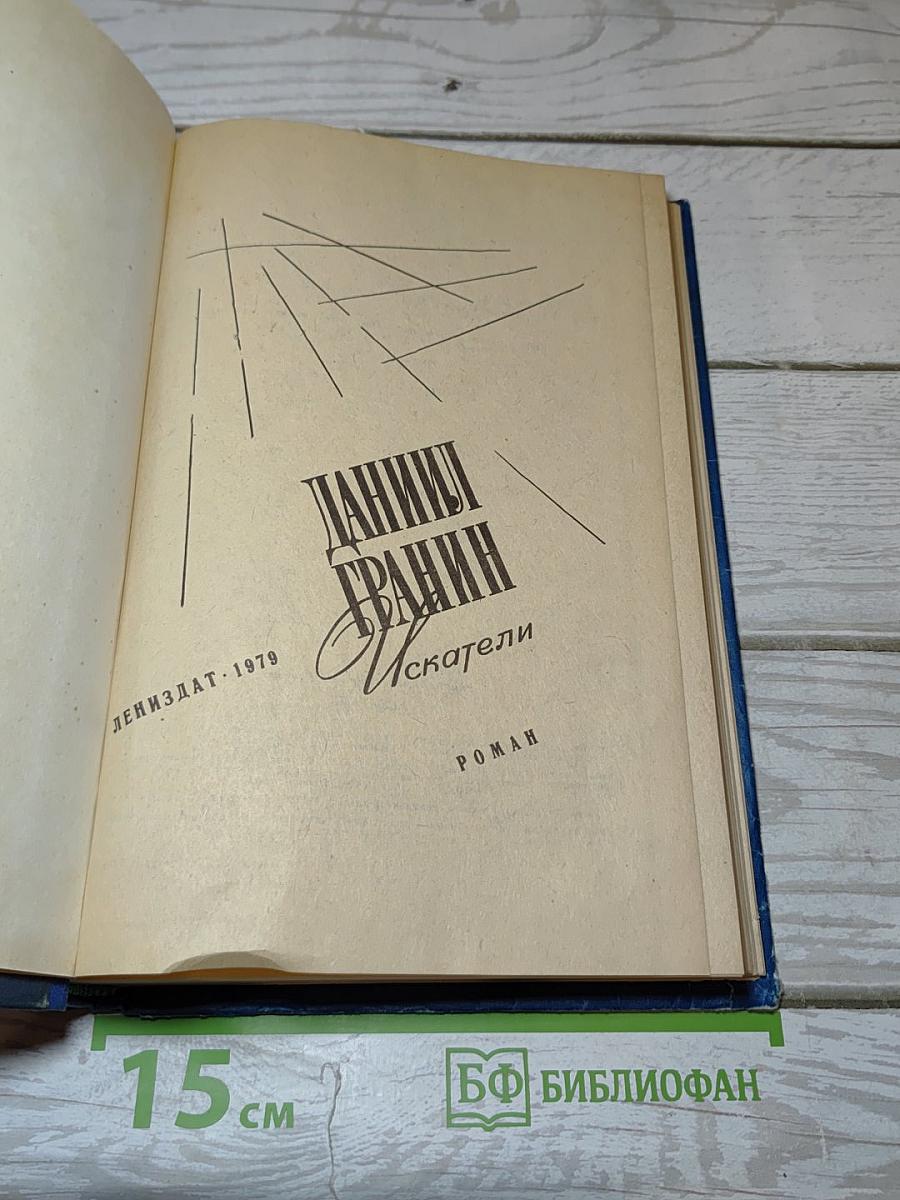 ДАНИИЛ
ГРАНИН
Искатели
ЛЕНИЗДАТ·1979
РОМАН
15 см
БФ БИБЛИОФАН